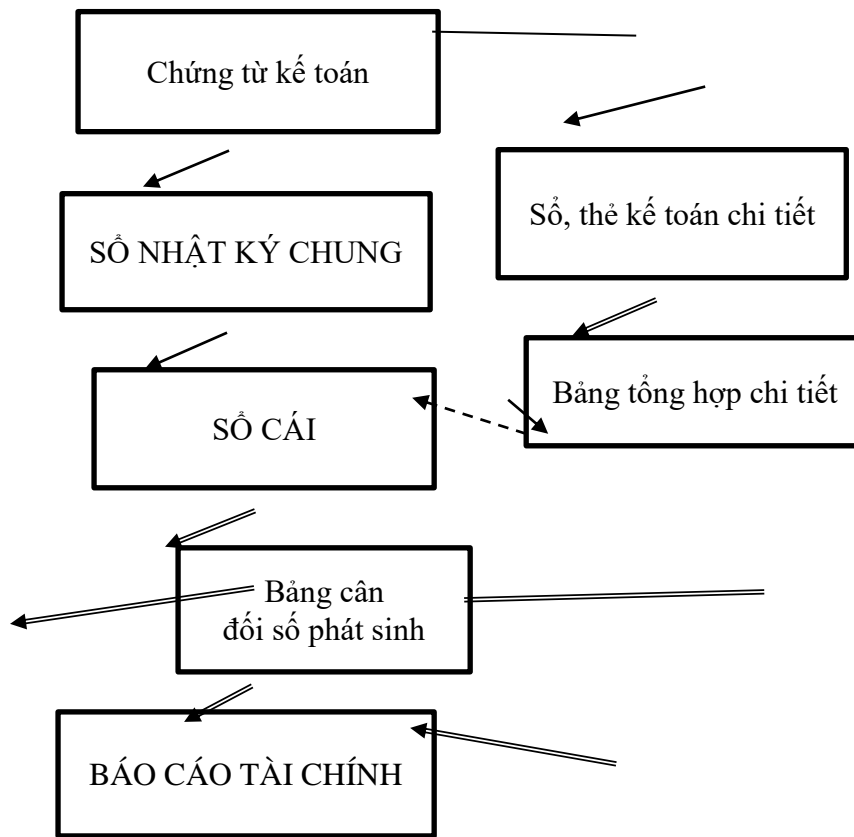 Chứng từ kế toán
Sổ, thẻ kế toán chi tiết
SỔ NHẬT KÝ CHUNG
Bảng tổng hợp chi tiết
SỔ CÁI
Bảng cân
đối số phát sinh
BÁO CÁO TÀI CHÍNH